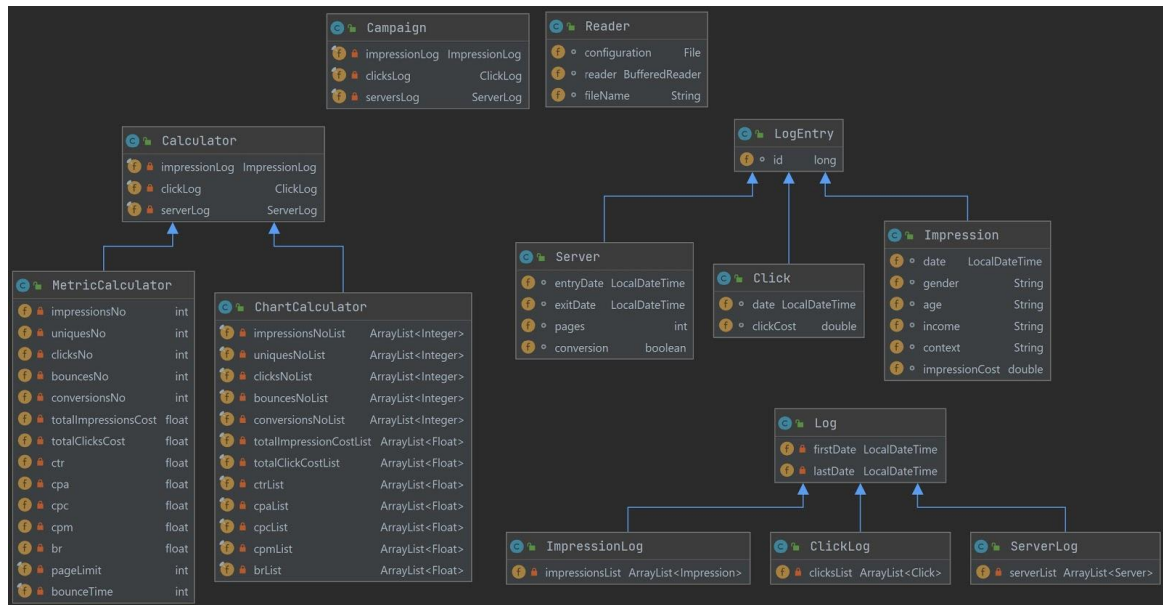 Campaign
impressionLog ImpressionLog
clicksLog ClickLog
serversLog ServerLog
Reader
configuration File
reader BufferedReader
fileName String
Calculator
impressionLog ImpressionLog
clickLog ClickLog
serverLog ServerLog
LogEntry
id long
MetricCalculator
impressionsNo int
uniquesNo int
clicksNo int
bouncesNo int
conversionsNo int
totalImpressionsCost float
totalClicksCost float
ctr float
cpa float
cpc float
cpm float
br float
pageLimit int
bounceTime int
ChartCalculator
impressionsNoList ArrayList<Integer>
uniquesNoList ArrayList<Integer>
clicksNoList ArrayList<Integer>
bouncesNoList ArrayList<Integer>
conversionsNoList ArrayList<Integer>
totalImpressionCostList ArrayList<Float>
totalClickCostList ArrayList<Float>
ctrList ArrayList<Float>
cpaList ArrayList<Float>
cpcList ArrayList<Float>
cpmList ArrayList<Float>
brList ArrayList<Float>
Server
entryDate LocalDateTime
exitDate LocalDateTime
pages int
conversion boolean
Click
date LocalDateTime
clickCost double
Impression
date LocalDateTime
gender String
age String
income String
context String
impressionCost double
Log
firstDate LocalDateTime
lastDate LocalDateTime
ImpressionLog
impressionsList ArrayList<Impression>
ClickLog
clicksList ArrayList<Click>
ServerLog
serverList ArrayList<Server>